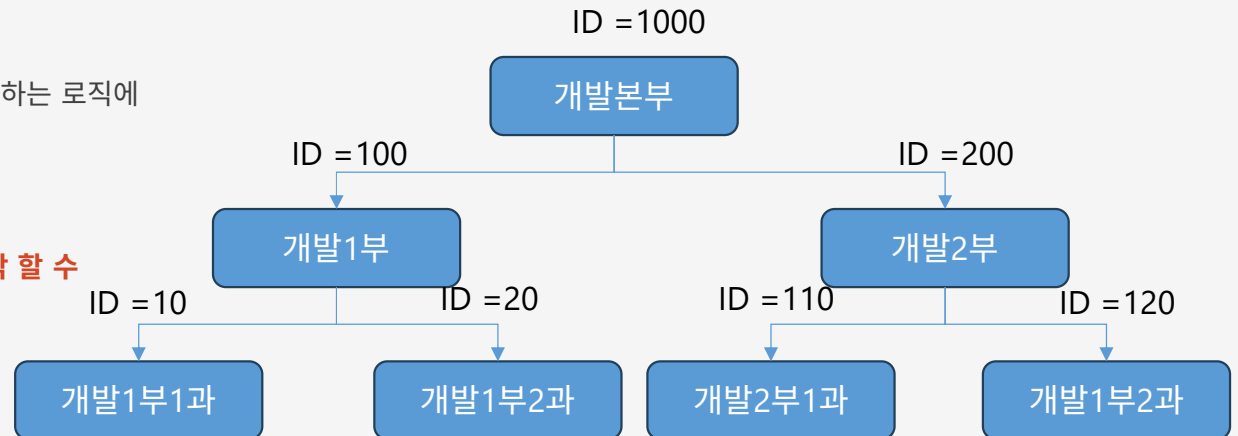 ID =1000
하는 로직에
개발본부
ID =100
ID =200
개발1부
개발2부
할 수
ID =10
ID =20
ID =110
ID =120
개발1부1과
개발1부2과
개발2부1과
개발1부2과